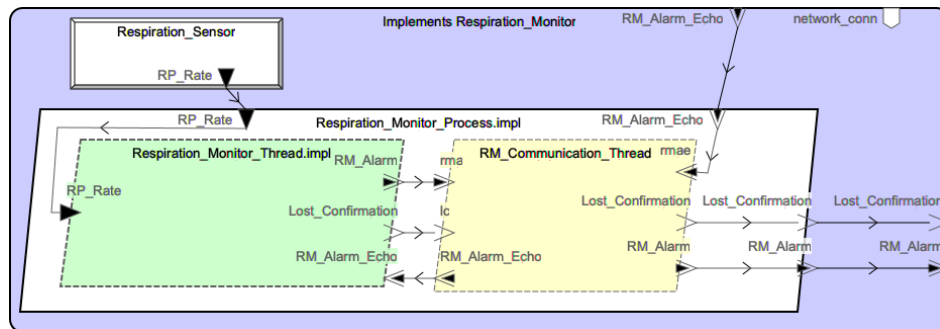 Respiration_Sensor
Implements Respiration_Monitor
RM_Alarm_Echo
network_conn
RP_Rate
RP_Rate
Respiration_Monitor_Process.impl
RM_Alarm_Echo
Respiration_Monitor_Thread.impl
RM_Alarm
rma
RM_Communication_Thread
rmae
RP_Rate
Lost_Confirmation
lc
Lost_Confirmation
Lost_Confirmation
Lost_Confirmation
RM_Alarm_Echo
RM_Alarm_Echo
RM_Alarm
RM_Alarm
RM_Alarm